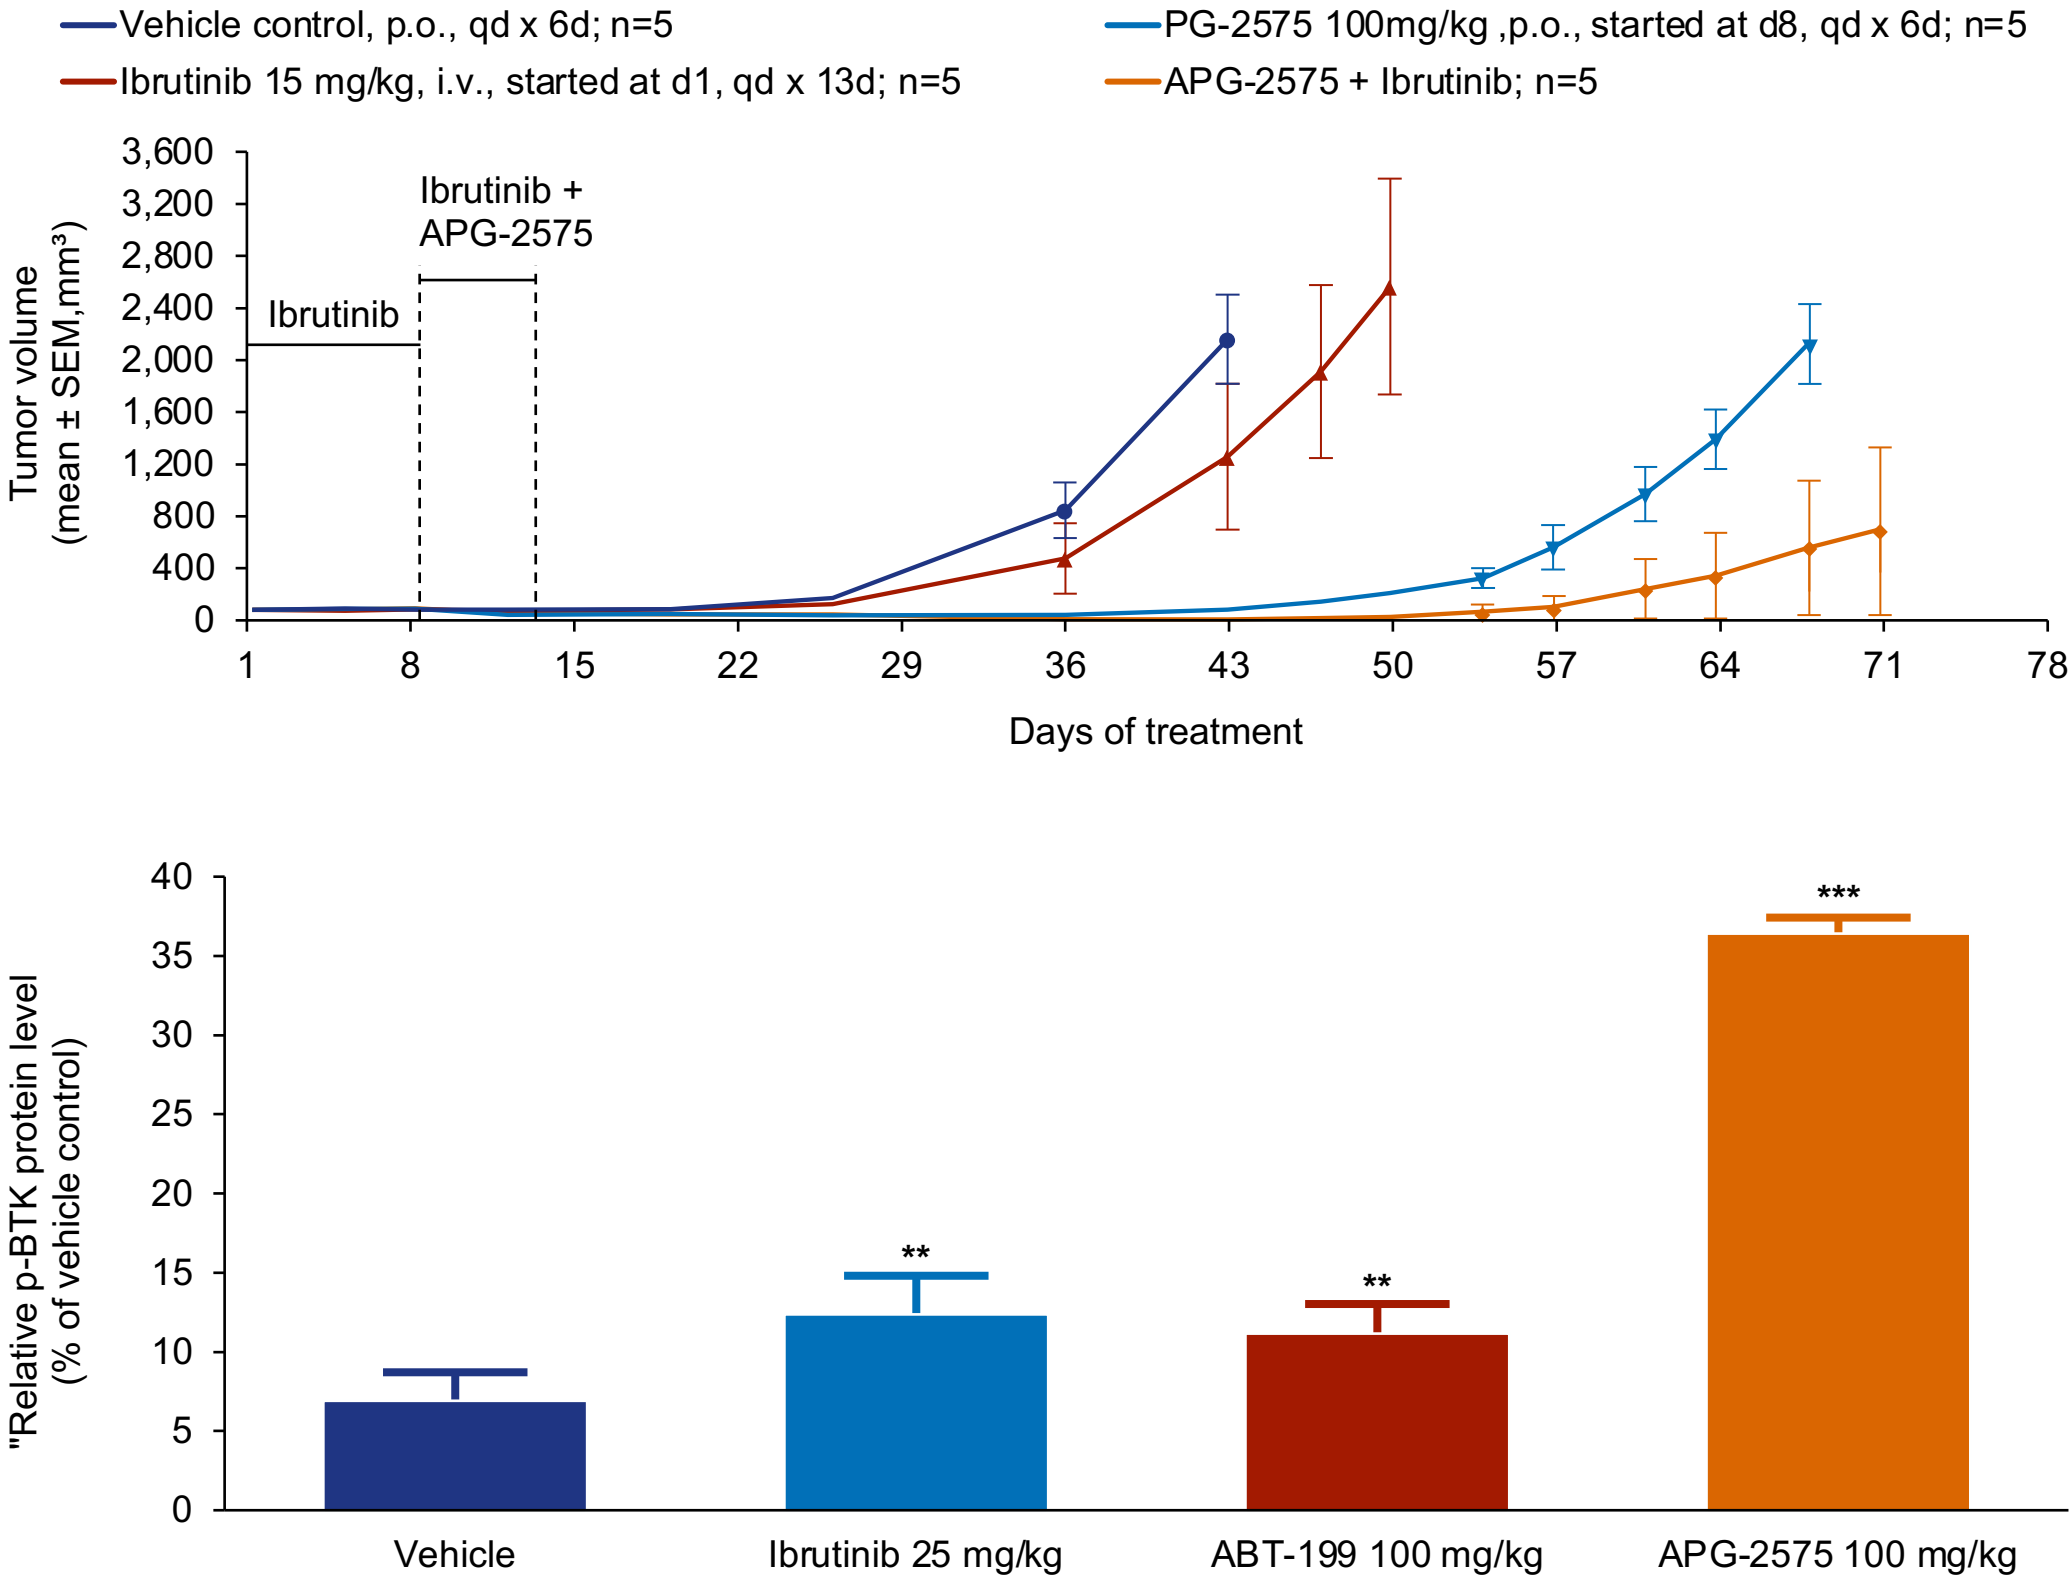 Vehicle control, p.o., qd x 6d; n=5
PG-2575 100mg/kg ,p.o., started at d8, qd x 6d; n=5
Ibrutinib 15 mg/kg, i.v., started at d1, qd x 13d; n=5
APG-2575 + Ibrutinib; n=5
Tumor volume
(mean ± SEM,mm³)
3,600
3,200
2,800
2,400
2,000
1,600
1,200
800
400
0
Ibrutinib
Ibrutinib +
APG-2575
1 8 15 22 29 36 43 50 57 64 71 78
Days of treatment
"Relative p-BTK protein level
(% of vehicle control)
40
35
30
25
20
15
10
5
0
**
**
***
Vehicle
Ibrutinib 25 mg/kg
ABT-199 100 mg/kg
APG-2575 100 mg/kg